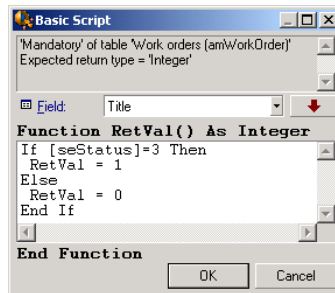 Basic Script
'Mandatory' of table 'Work orders (amWorkOrder)'
Expected return type = 'Integer'
Field: Title
Function RetVal() As Integer
If [seStatus]=3 Then
RetVal = 1
Else
RetVal = 0
End If
End Function
OK Cancel